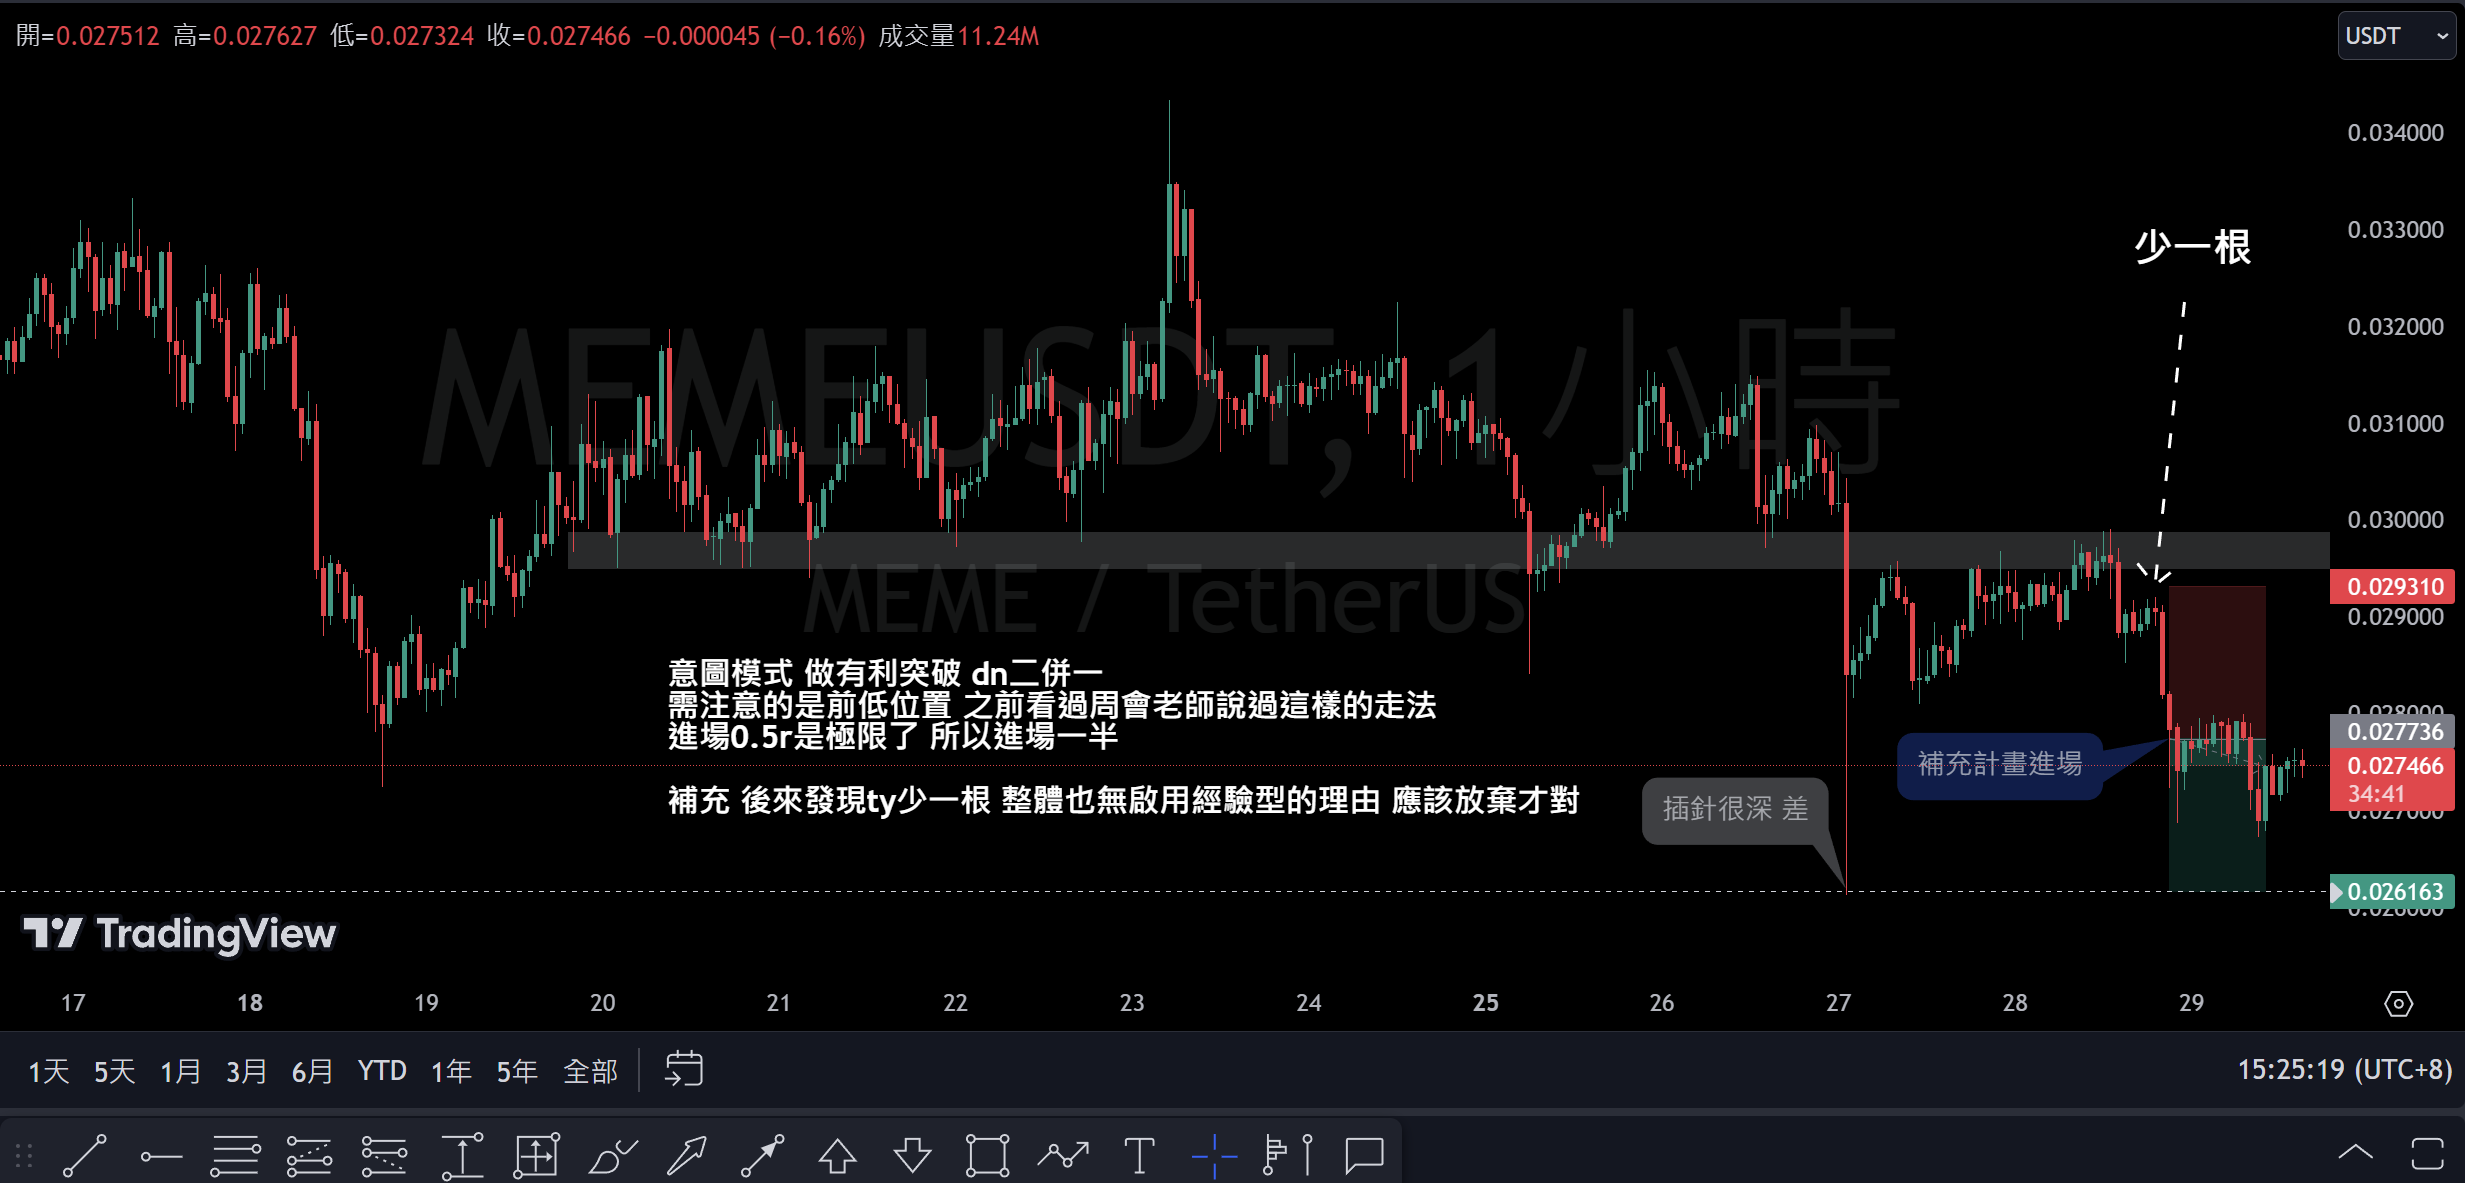 開=0.027512 高=0.027627 低=0.027324 收=0.027466 −0.000045 (−0.16%) 成交量11.24M
USDT
0.034000
0.033000
少一根
0.032000
MEMEUSDT, 1小時
0.031000
0.030000
0.029310
MEME / TetherUS
0.029000
意圖模式 做有利突破 dn二併一
需注意的是前低位置 之前看過周會老師說過這樣的走法
進場0.5r是極限了 所以進場一半
0.028000
0.027736
補充計畫進場
0.027466
34:41
補充 後來發現ty少一根 整體也無啟用經驗型的理由 應該放棄才對
插針很深 差
0.027000
0.026163
0.026000
TradingView
17 18 19 20 21 22 23 24 25 26 27 28 29
1天 5天 1月 3月 6月 YTD 1年 5年 全部
15:25:19 (UTC+8)